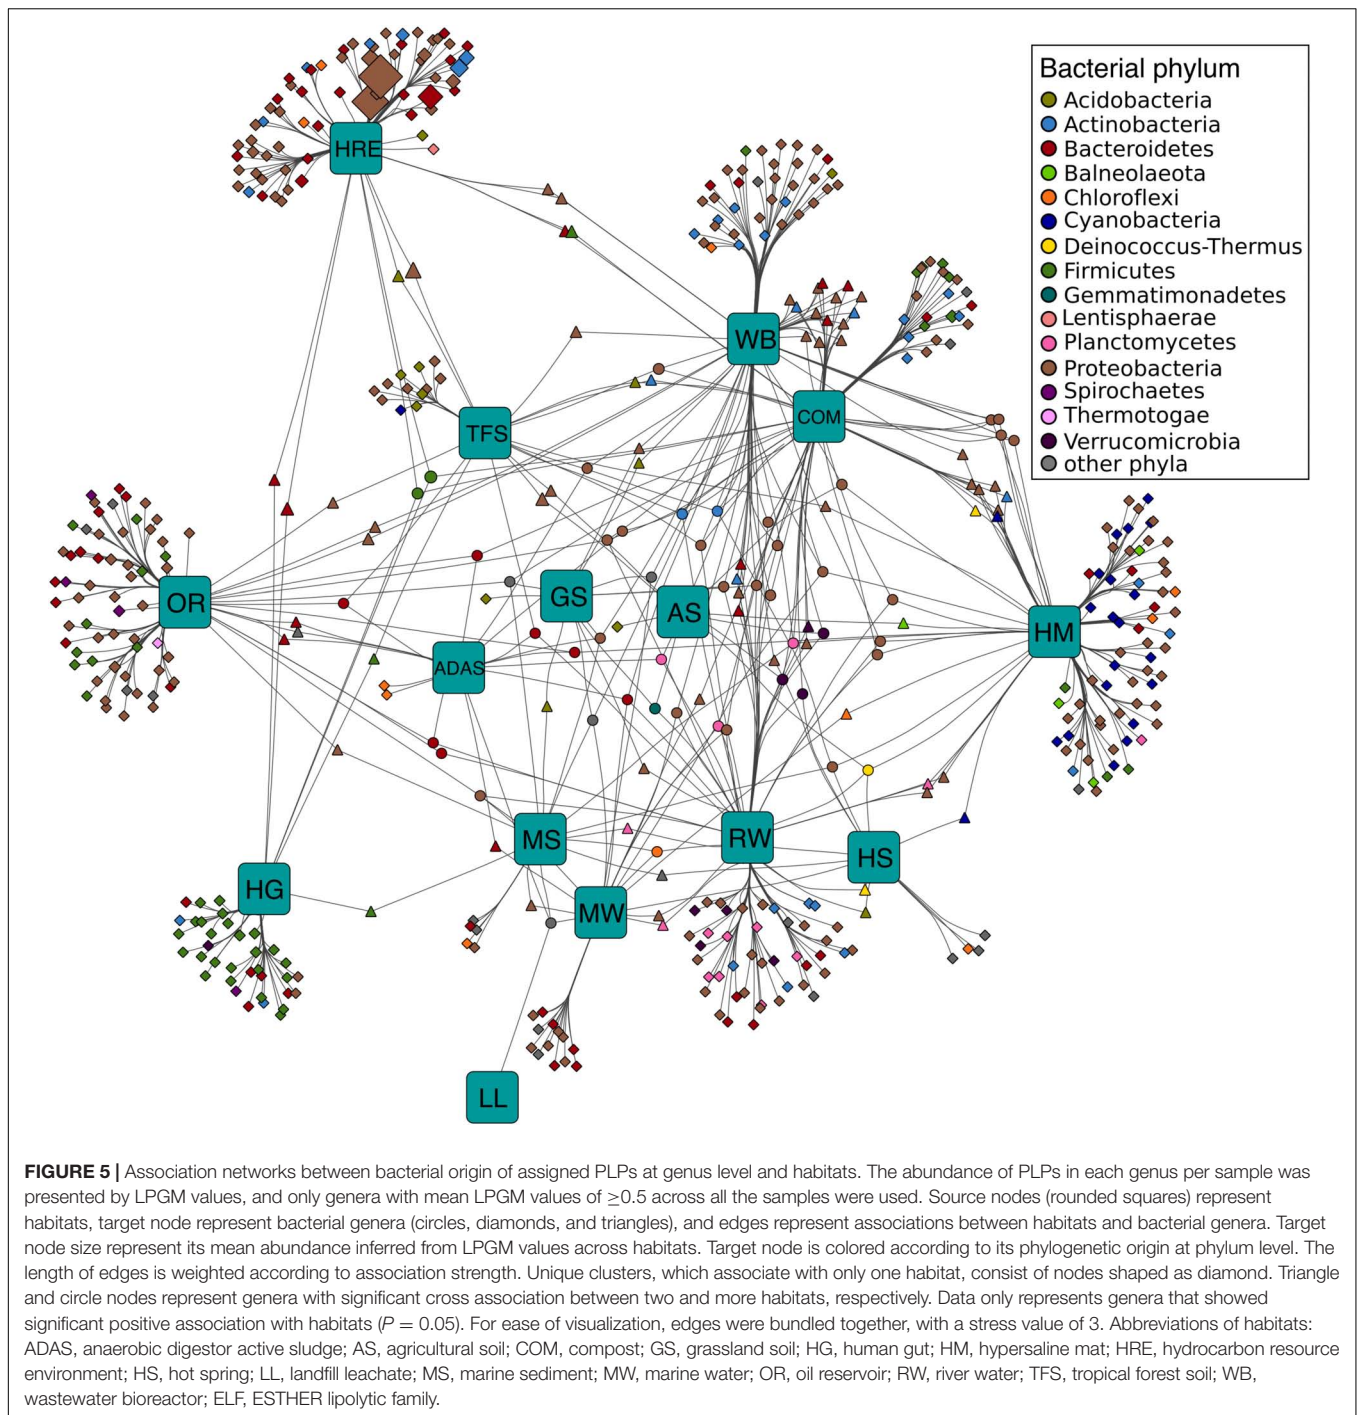 HRE
Bacterial phylum
Acidobacteria
Actinobacteria
Bacteroidetes
Balneolaeota
Chloroflexi
Cyanobacteria
Deinococcus-Thermus
Firmicutes
Gemmatimonadetes
Lentisphaerae
Planctomycetes
Proteobacteria
Spirochaetes
Thermotogae
Verrucomicrobia
other phyla
WB
COM
TFS
OR
GS
AS
HM
ADAS
MS
RW
HS
HG
MW
LL
FIGURE 5 | Association networks between bacterial origin of assigned PLPs at genus level and habitats. The abundance of PLPs in each genus per sample was
presented by LPGM values, and only genera with mean LPGM values of ≥0.5 across all the samples were used. Source nodes (rounded squares) represent
habitats, target node represent bacterial genera (circles, diamonds, and triangles), and edges represent associations between habitats and bacterial genera. Target
node size represent its mean abundance inferred from LPGM values across habitats. Target node is colored according to its phylogenetic origin at phylum level. The
length of edges is weighted according to association strength. Unique clusters, which associate with only one habitat, consist of nodes shaped as diamond. Triangle
and circle nodes represent genera with significant cross association between two and more habitats, respectively. Data only represents genera that showed
significant positive association with habitats (P = 0.05). For ease of visualization, edges were bundled together, with a stress value of 3. Abbreviations of habitats:
ADAS, anaerobic digestor active sludge; AS, agricultural soil; COM, compost; GS, grassland soil; HG, human gut; HM, hypersaline mat; HRE, hydrocarbon resource
environment; HS, hot spring; LL, landfill leachate; MS, marine sediment; MW, marine water; OR, oil reservoir; RW, river water; TFS, tropical forest soil; WB,
wastewater bioreactor; ELF, ESTHER lipolytic family.